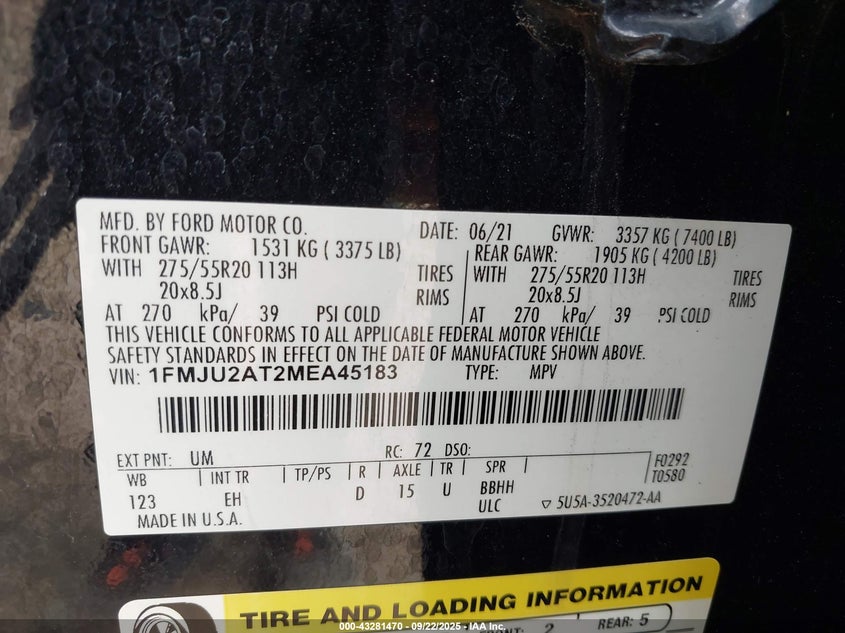 MFD. BY FORD MOTOR CO. DATE: 06/21 GVWR: 3357 KG ( 7400 LB)
FRONT GAWR: 1531 KG ( 3375 LB) REAR GAWR: 1905 KG ( 4200 LB)
WITH 275/55R20 113H TIRES WITH 275/55R20 113H TIRES
20x8.5J RIMS 20x8.5J RIMS
AT 270 kPa/ 39 PSI COLD AT 270 kPa/ 39 PSI COLD
THIS VEHICLE CONFORMS TO ALL APPLICABLE FEDERAL MOTOR VEHICLE
SAFETY STANDARDS IN EFFECT ON THE DATE OF MANUFACTURE SHOWN ABOVE.
VIN: 1FMJU2AT2MEA45183 TYPE: MPV
EXT PNT: UM RC: 72 DSO:
WB INT TR TP/PS R AXLE TR SPR F0292
T0580
123 EH D 15 U BBHH
ULC ▽ 5U5A-3520472-AA
MADE IN U.S.A.
TIRE AND LOADING INFORMATION
FRONT: 2 REAR: 5
000-43281470 - 09/22/2025 - IAA Inc.